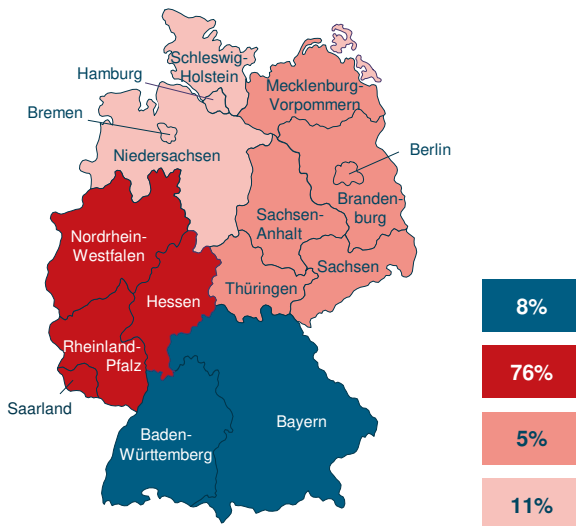 Schleswig-
Holstein
Hamburg
Mecklenburg-
Vorpommern
Bremen
Berlin
Niedersachsen
Branden-
burg
Sachsen-
Anhalt
Nordrhein-
Westfalen
Sachsen
Thüringen
Hessen
8%
Rheinland-
Pfalz
76%
Saarland
Bayern
Baden-
Württemberg
5%
11%